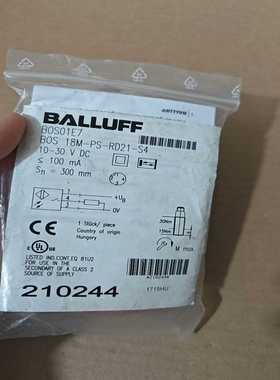 BALLUFF
BOS01E7
BOS 18M-PS-RD21-S4
10-30 V DC
≤ 100 mA
Sn = 300 mm
+UB
0V
1 Stück/ piece
Country of origin
Hungary
M max.
LISTED IND.CONT.EQ 81U2
FOR USE IN THE
SECONDARY OF A CLASS 2
SOURCE OF SUPPLY
210244
1715HU